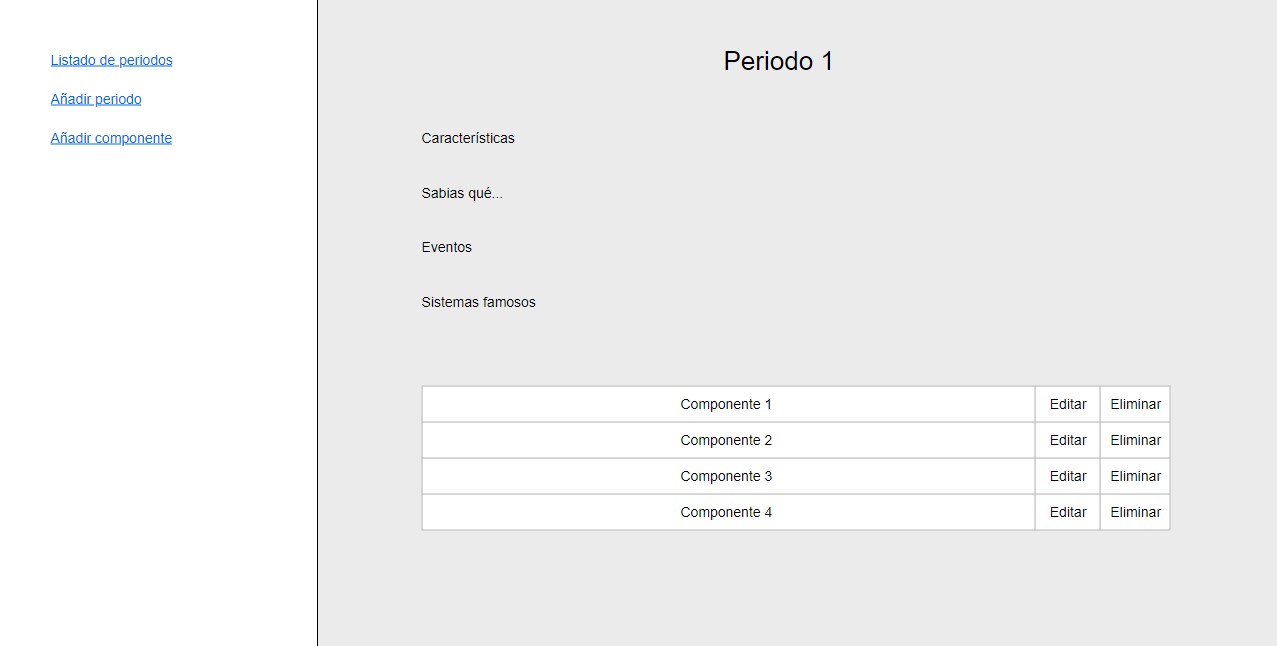 Listado de periodos
Añadir periodo
Añadir componente
Periodo 1
Características
Sabias qué...
Eventos
Sistemas famosos
Componente 1 Editar Eliminar
Componente 2 Editar Eliminar
Componente 3 Editar Eliminar
Componente 4 Editar Eliminar